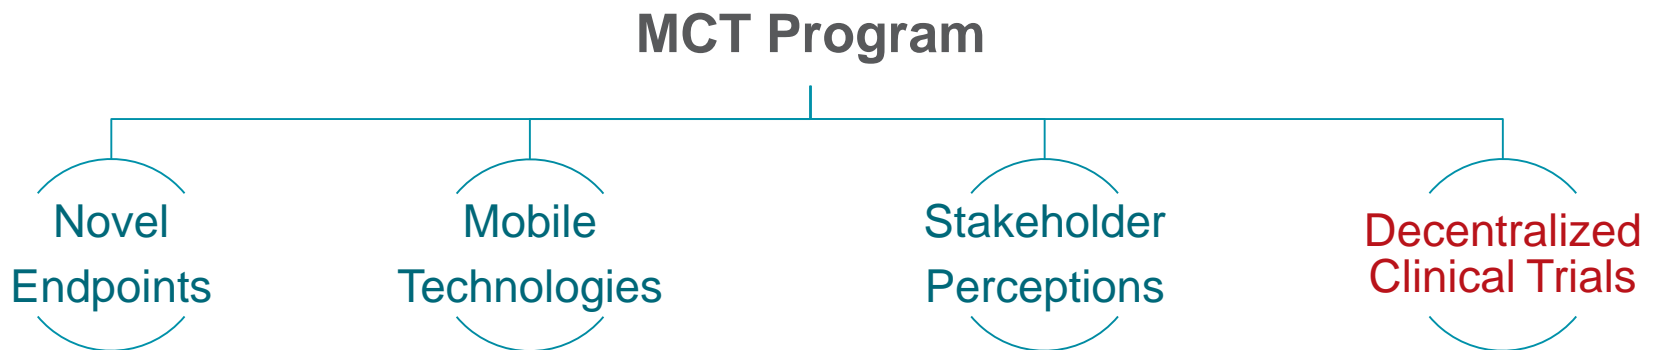 MCT Program
Novel
Endpoints
Mobile
Technologies
Stakeholder
Perceptions
Decentralized
Clinical Trials